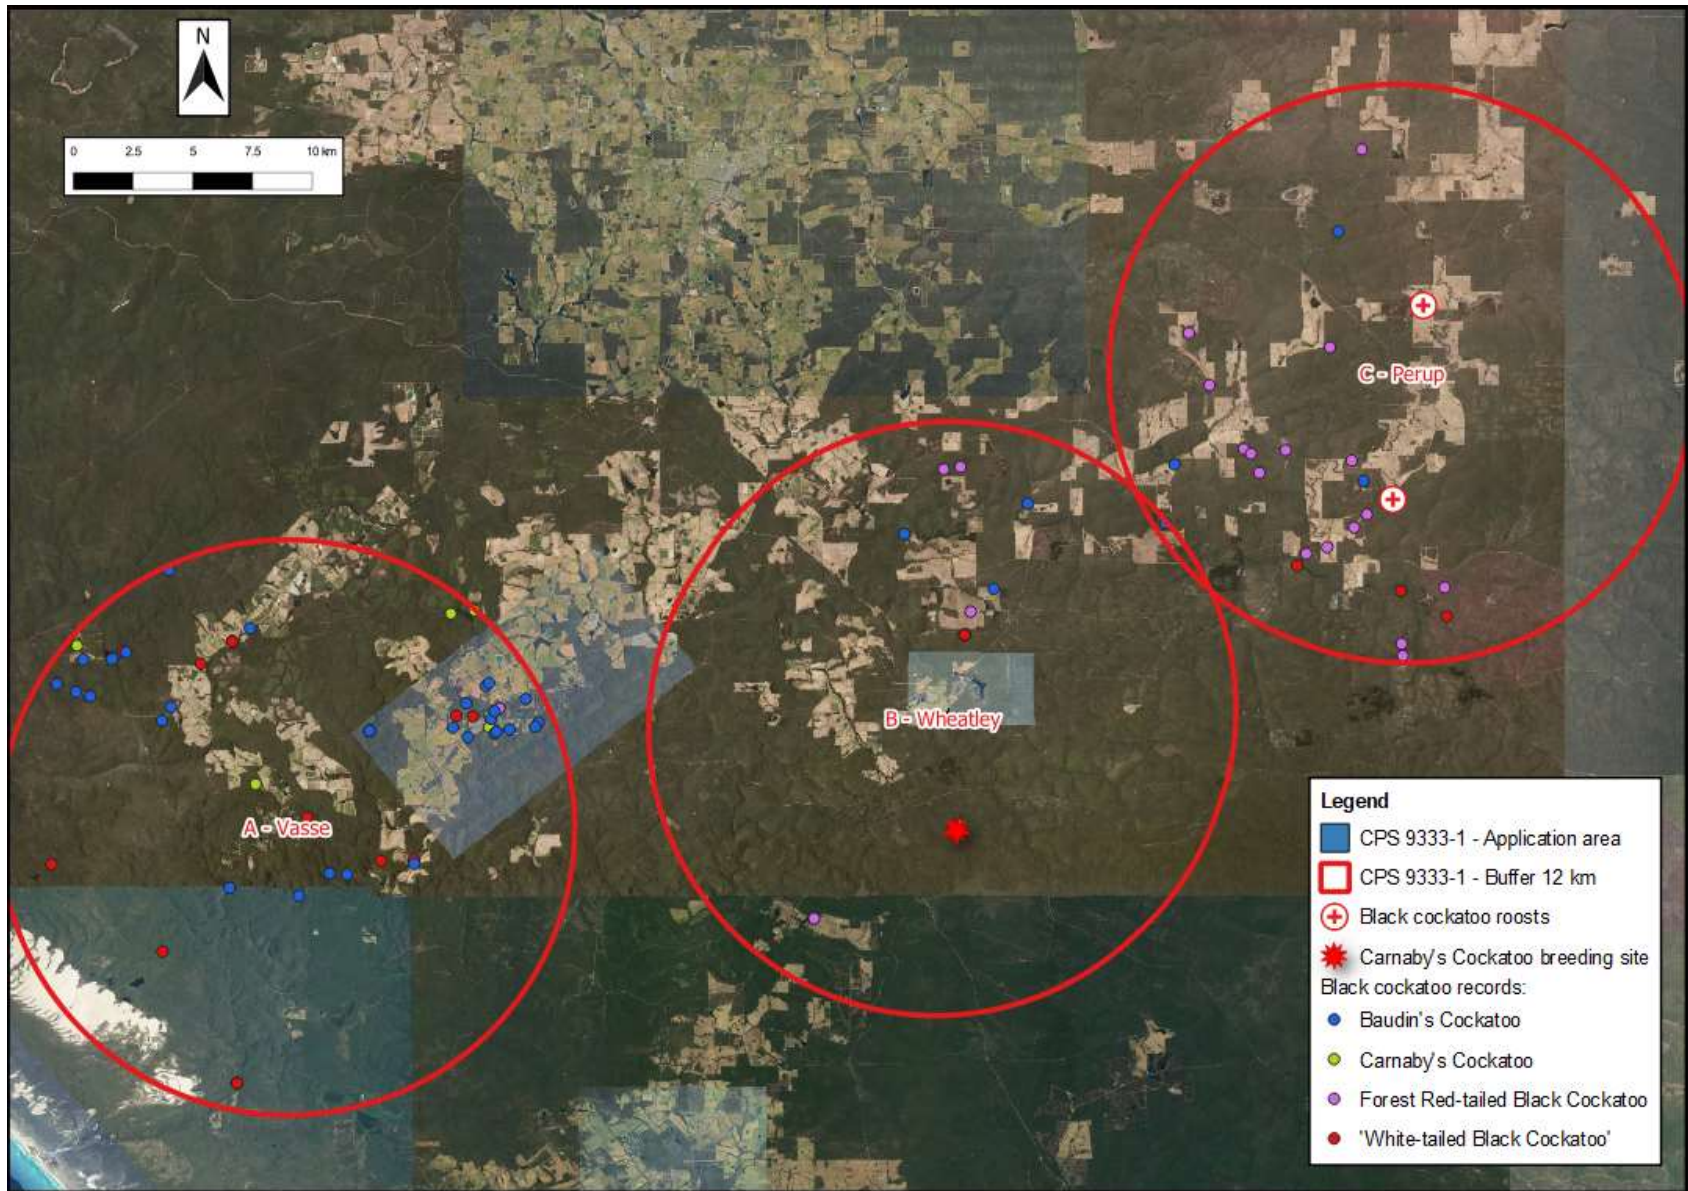 N
0 2.5 5 7.5 10 km
C - Perup
B - Wheatley
A - Vasse
Legend
CPS 9333-1 - Application area
CPS 9333-1 - Buffer 12 km
Black cockatoo roosts
Carnaby's Cockatoo breeding site
Black cockatoo records:
Baudin's Cockatoo
Carnaby's Cockatoo
Forest Red-tailed Black Cockatoo
'White-tailed Black Cockatoo'